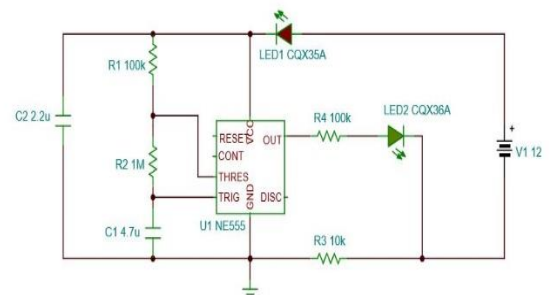 LED1 CQX35A
R1 100k
C2 2.2u
R4 100k
LED2 CQX36A
RESET
VCC
OUT
CONT
R2 1M
THRES
TRIG
GND
DISC
+
V1 12
U1 NE555
C1 4.7u
R3 10k